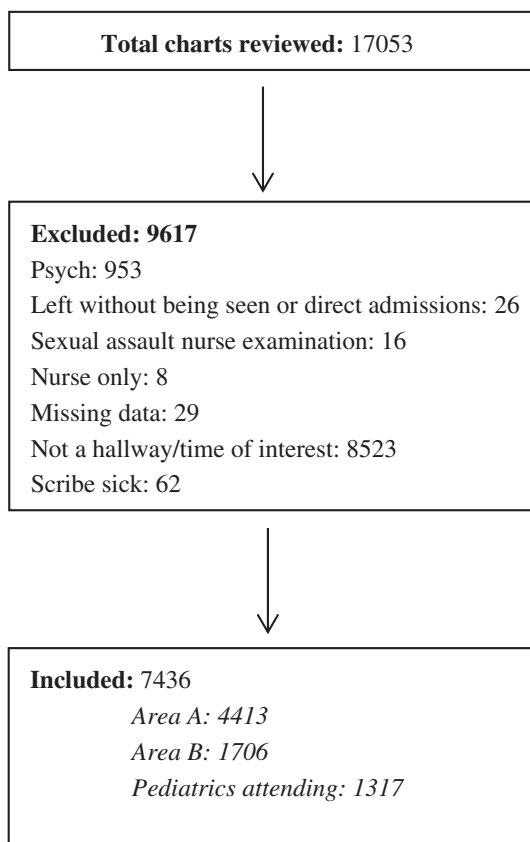 Total charts reviewed: 17053
Excluded: 9617
Psych: 953
Left without being seen or direct admissions: 26
Sexual assault nurse examination: 16
Nurse only: 8
Missing data: 29
Not a hallway/time of interest: 8523
Scribe sick: 62
Included: 7436
Area A: 4413
Area B: 1706
Pediatrics attending: 1317